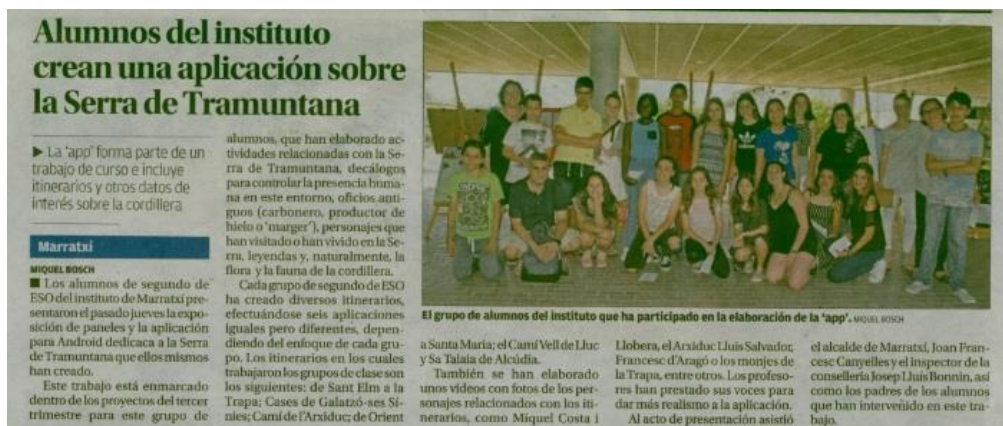 Alumnos del instituto
crean una aplicación sobre
la Serra de Tramuntana
▶ La ‘app’ forma parte de un
trabajo de curso e incluye
itinerarios y otros datos de
interés sobre la cordillera
Marratxí
MIQUEL BOSCH
■ Los alumnos de segundo de
ESO del instituto de Marratxí pre-
sentaron el pasado jueves la expo-
sición de paneles y la aplicación
para Android dedicaca a la Serra
de Tramuntana que ellos mismos
han creado.
Este trabajo está enmarcado
dentro de los proyectos del tercer
trimestre para este grupo de
alumnos, que han elaborado ac-
tividades relacionadas con la Se-
rra de Tramuntana, decálogos
para controlar la presencia huma-
na en este entorno, oficios anti-
guos (carbonero, productor de
hielo o ‘marger’), personajes que
han visitado o han vivido en la Se-
rra, leyendas y, naturalmente, la
flora y la fauna de la cordillera.
Cada grupo de segundo de ESO
ha creado diversos itinerarios,
efectuándose seis aplicaciones
iguales pero diferentes, depen-
diendo del enfoque de cada gru-
po. Los itinerarios en los cuales
trabajaron los grupos de clase son
los siguientes: de Sant Elm a la
Trapa; Cases de Galatzó-ses Sí-
nies; Camí de l'Arxiduc; de Orient
El grupo de alumnos del instituto que ha participado en la elaboración de la ‘app’. MIQUEL BOSCH
a Santa Maria; el Camí Vell de Lluc
y Sa Talaia de Alcúdia.
También se han elaborado
unos vídeos con fotos de los per-
sonajes relacionados con los iti-
nerarios, como Miquel Costa i
Llobera, el Arxiduc Lluís Salvador,
Francesc d'Aragó o los monjes de
la Trapa, entre otros. Los profeso-
res han prestado sus voces para
dar más realismo a la aplicación.
Al acto de presentación asistió
el alcalde de Marratxí, Joan Fran-
cesc Canyelles y el inspector de la
consellería Josep Lluís Bonnin, así
como los padres de los alumnos
que han intervenido en este tra-
bajo.